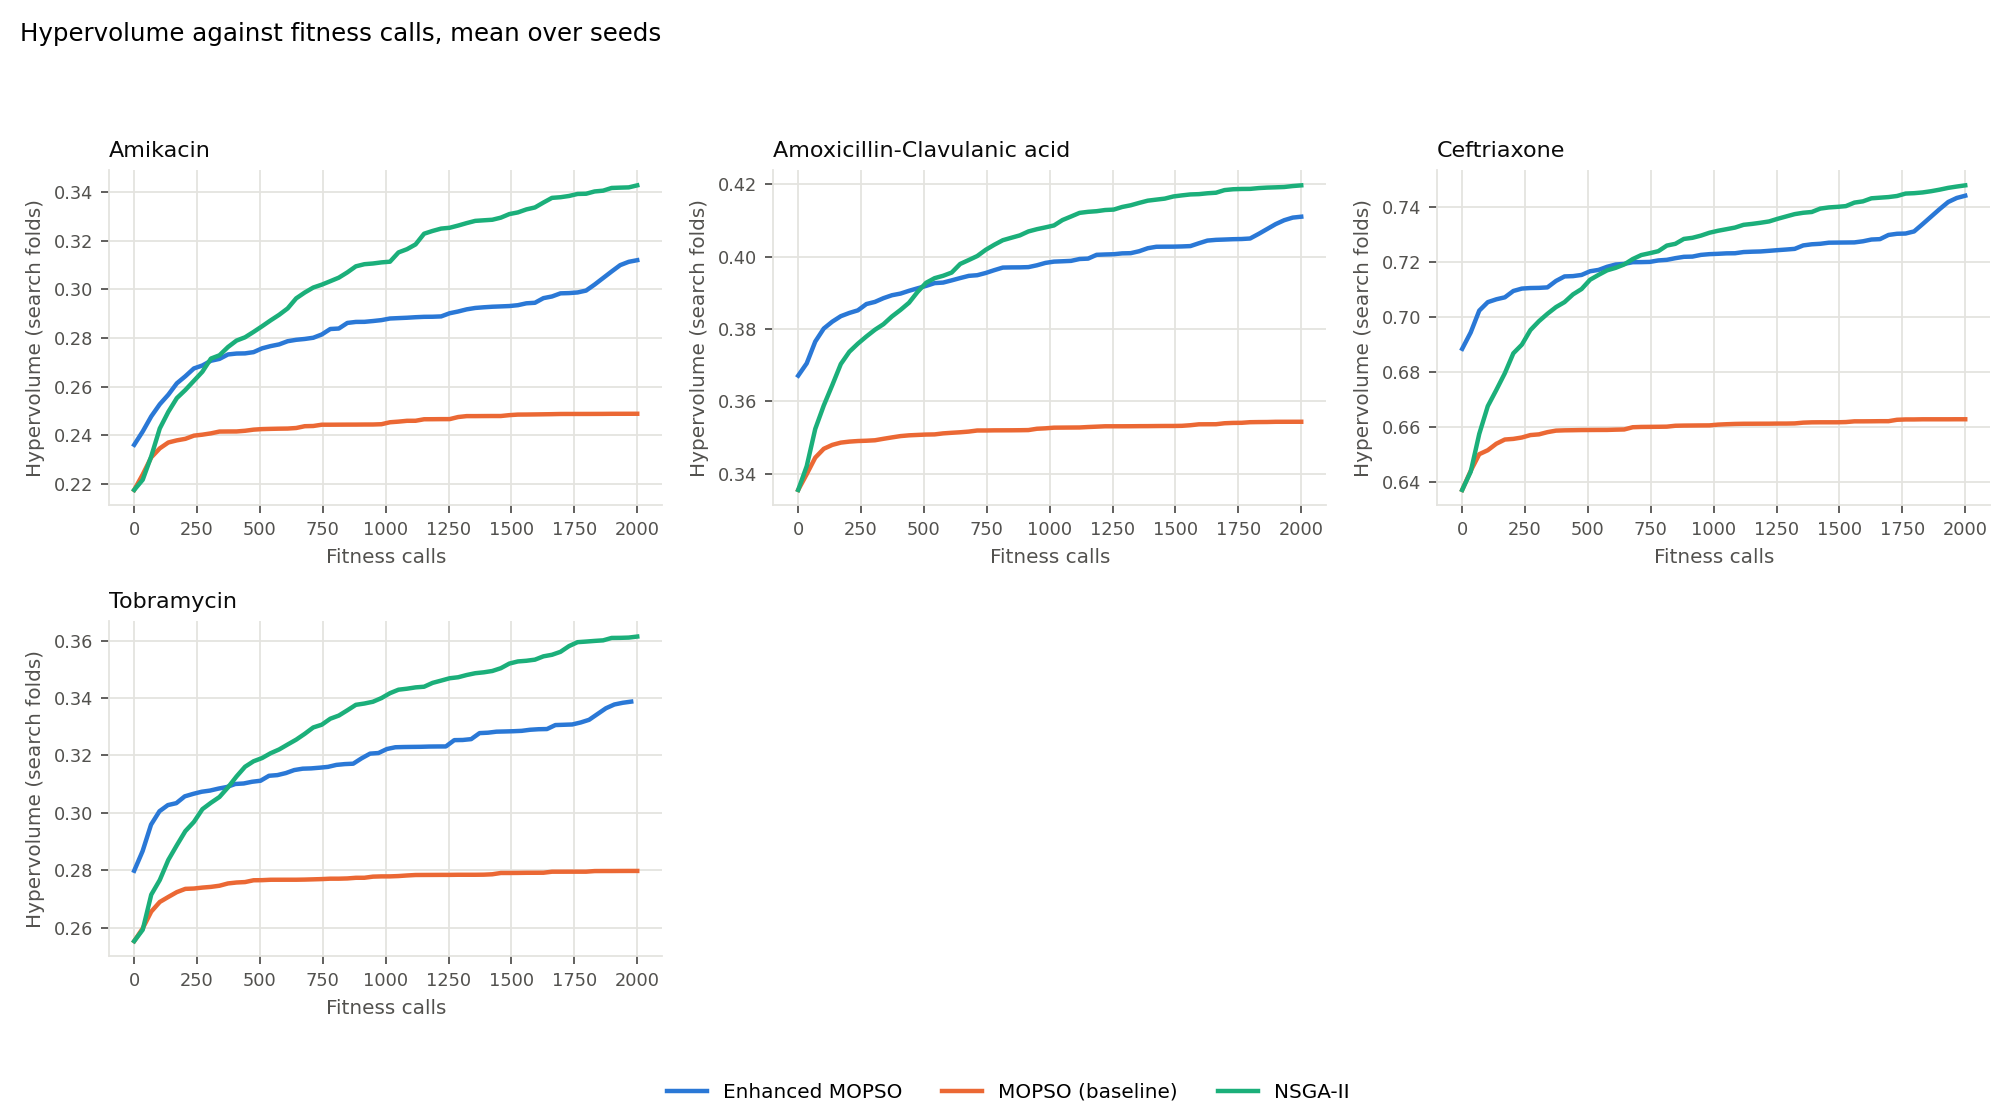 Hypervolume against fitness calls, mean over seeds
Amikacin
Hypervolume (search folds)
0.34
0.32
0.30
0.28
0.26
0.24
0.22
0 250 500 750 1000 1250 1500 1750 2000
Fitness calls
Amoxicillin-Clavulanic acid
Hypervolume (search folds)
0.42
0.40
0.38
0.36
0.34
0 250 500 750 1000 1250 1500 1750 2000
Fitness calls
Ceftriaxone
Hypervolume (search folds)
0.74
0.72
0.70
0.68
0.66
0.64
0 250 500 750 1000 1250 1500 1750 2000
Fitness calls
Tobramycin
Hypervolume (search folds)
0.36
0.34
0.32
0.30
0.28
0.26
0 250 500 750 1000 1250 1500 1750 2000
Fitness calls
Enhanced MOPSO MOPSO (baseline) NSGA-II